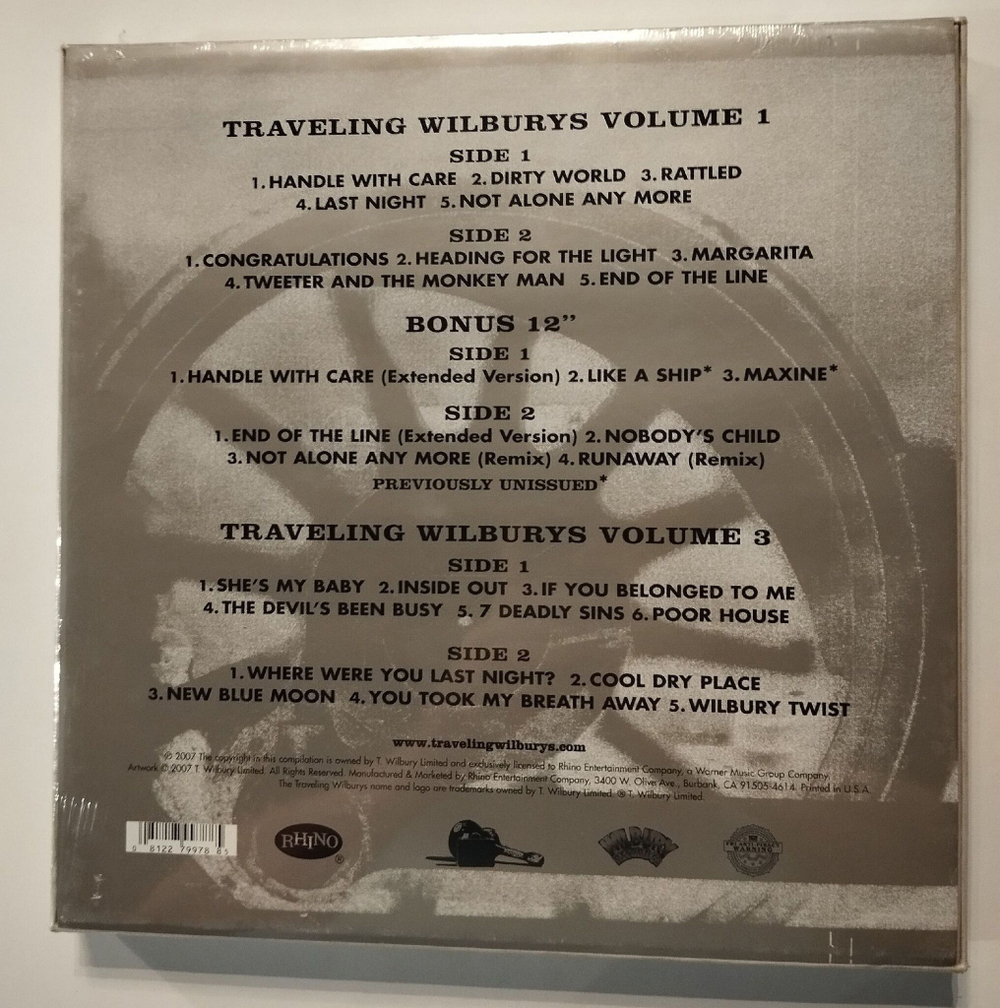 TRAVELING WILBURYS VOLUME 1
SIDE 1
1. HANDLE WITH CARE 2. DIRTY WORLD 3. RATTLED
4. LAST NIGHT 5. NOT ALONE ANY MORE
SIDE 2
1. CONGRATULATIONS 2. HEADING FOR THE LIGHT 3. MARGARITA
4. TWEETER AND THE MONKEY MAN 5. END OF THE LINE
BONUS 12”
SIDE 1
1. HANDLE WITH CARE (Extended Version) 2. LIKE A SHIP* 3. MAXINE*
SIDE 2
1. END OF THE LINE (Extended Version) 2. NOBODY'S CHILD
3. NOT ALONE ANY MORE (Remix) 4. RUNAWAY (Remix)
PREVIOUSLY UNISSUED*
TRAVELING WILBURYS VOLUME 3
SIDE 1
1. SHE'S MY BABY 2. INSIDE OUT 3. IF YOU BELONGED TO ME
4. THE DEVIL'S BEEN BUSY 5. 7 DEADLY SINS 6. POOR HOUSE
SIDE 2
1. WHERE WERE YOU LAST NIGHT? 2. COOL DRY PLACE
3. NEW BLUE MOON 4. YOU TOOK MY BREATH AWAY 5. WILBURY TWIST
www.travelingwilburys.com
℗ 2007 The copyright in this compilation is owned by T. Wilbury Limited and exclusively licensed to Rhino Entertainment Company, a Warner Music Group Company.
Artwork © 2007 T. Wilbury Limited. All Rights Reserved. Manufactured & Marketed by Rhino Entertainment Company, 3400 W. Olive Ave., Burbank, CA 91505-4614. Printed in U.S.A.
The Traveling Wilburys name and logo are trademarks owned by T. Wilbury Limited. ® T. Wilbury Limited.
0 8122 79978 6 5
RHINO ®
WILBURY
WARNING